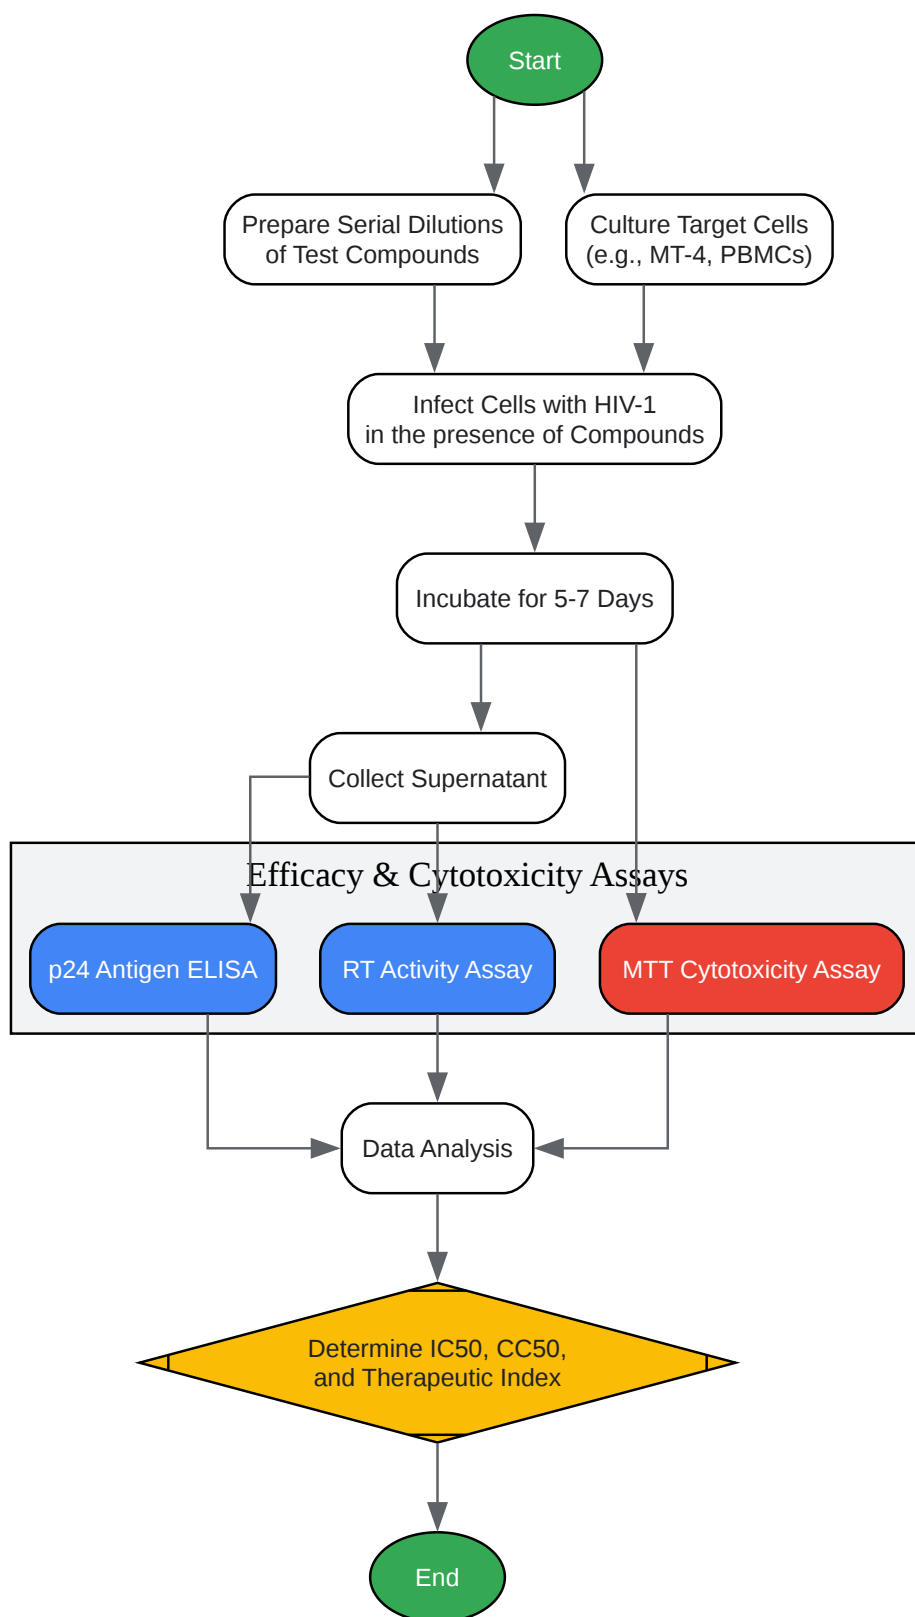 Start
Prepare Serial Dilutions
of Test Compounds
Culture Target Cells
(e.g., MT-4, PBMCs)
Infect Cells with HIV-1
in the presence of Compounds
Incubate for 5-7 Days
Collect Supernatant
Efficacy & Cytotoxicity Assays
p24 Antigen ELISA
RT Activity Assay
MTT Cytotoxicity Assay
Data Analysis
Determine IC50, CC50,
and Therapeutic Index
End